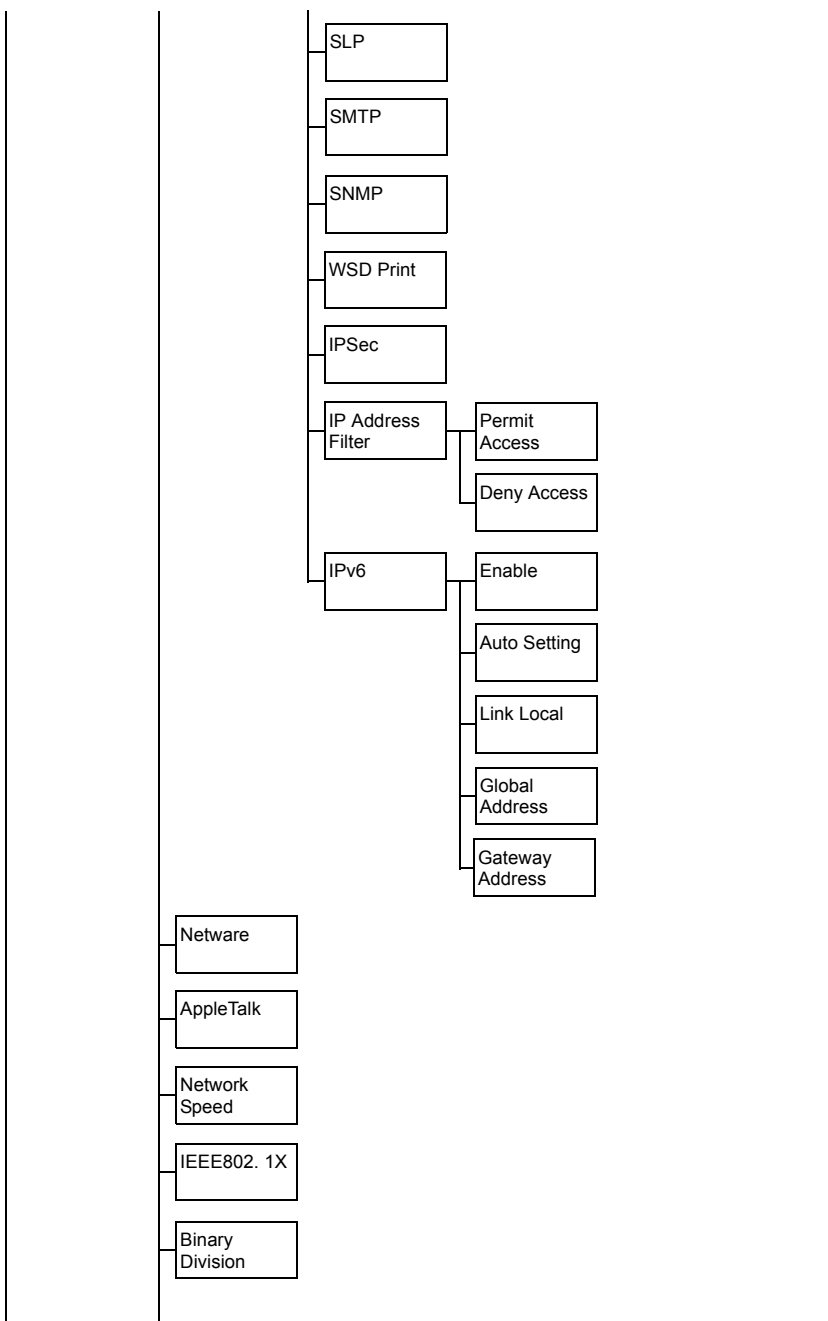 SLP
SMTP
SNMP
WSD Print
IPSec
IP Address
Filter
Permit
Access
Deny Access
IPv6
Enable
Auto Setting
Link Local
Global
Address
Gateway
Address
Netware
AppleTalk
Network
Speed
IEEE802. 1X
Binary
Division